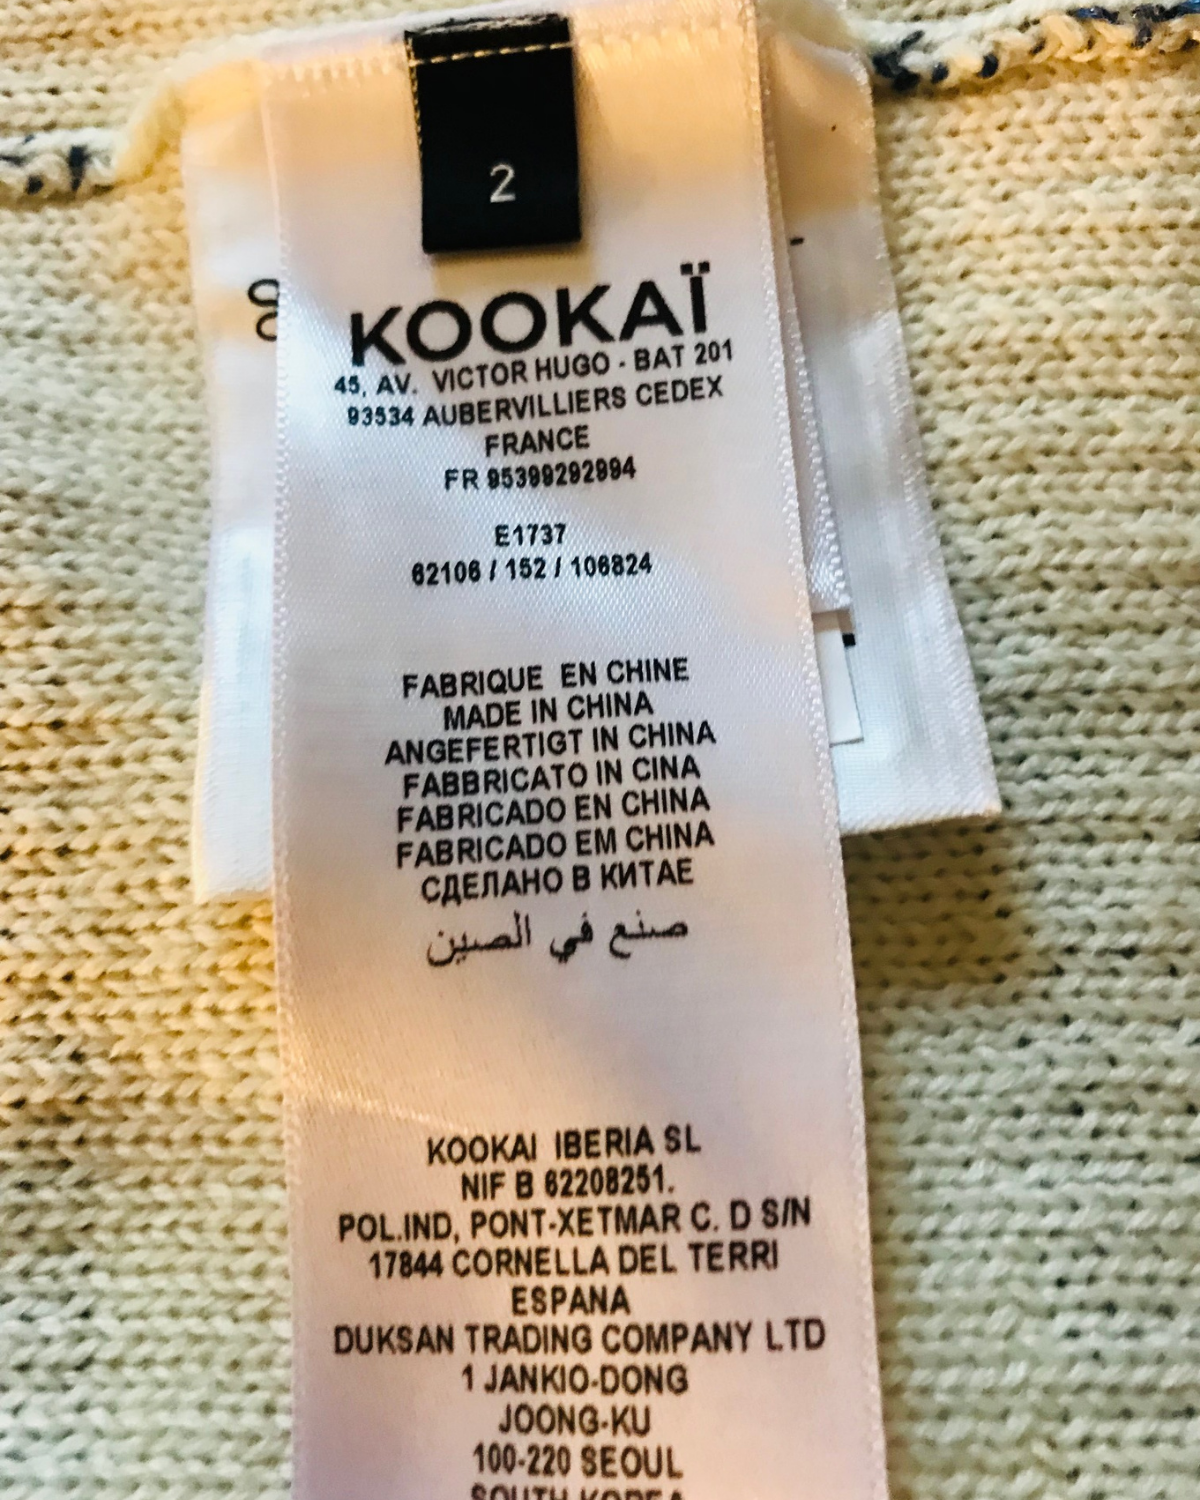 2
KOOKAÏ
45, AV. VICTOR HUGO - BAT 201
93534 AUBERVILLIERS CEDEX
FRANCE
FR 95399292994
E1737
62106 / 152 / 106824
FABRIQUE EN CHINE
MADE IN CHINA
ANGEFERTIGT IN CHINA
FABBRICATO IN CINA
FABRICADO EN CHINA
FABRICADO EM CHINA
СДЕЛАНО В КИТАЕ
صنع في الصين
KOOKAI IBERIA SL
NIF B 62208251.
POL.IND, PONT-XETMAR C. D S/N
17844 CORNELLA DEL TERRI
ESPANA
DUKSAN TRADING COMPANY LTD
1 JANKIO-DONG
JOONG-KU
100-220 SEOUL
SOUTH KOREA